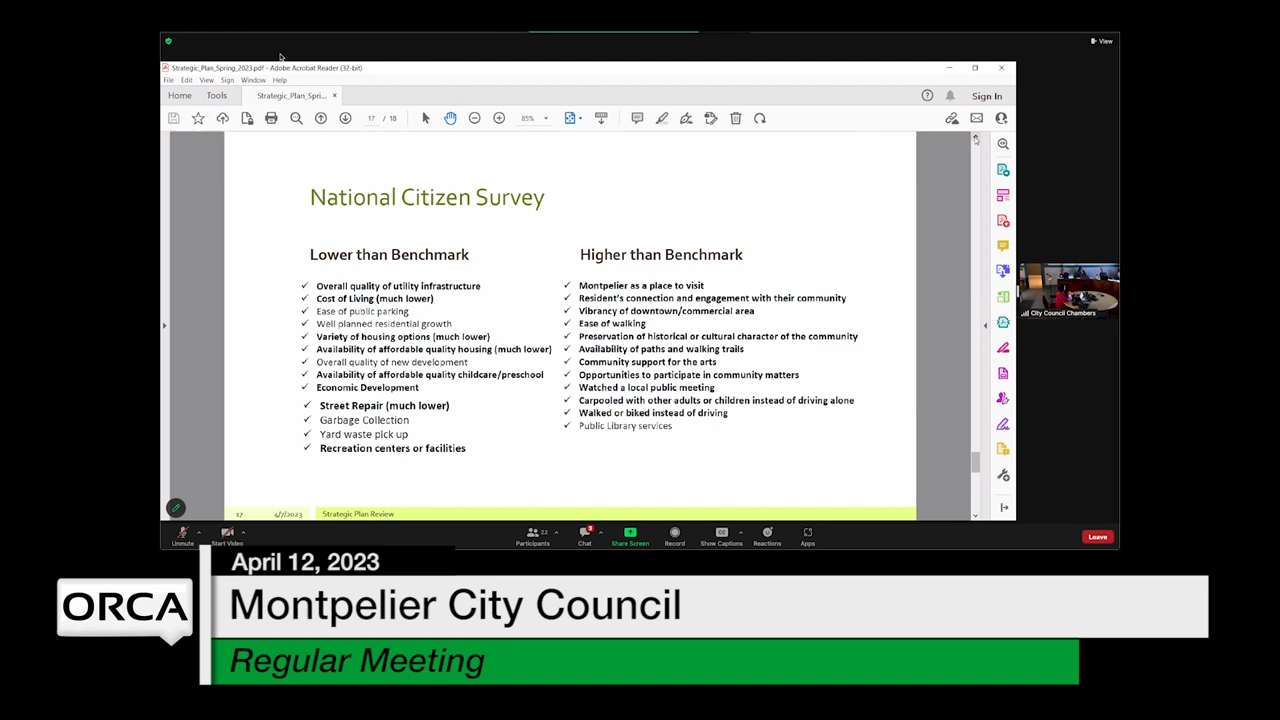 View
Strategic_Plan_Spring_2023.pdf - Adobe Acrobat Reader (32-bit)
File Edit View Sign Window Help
Home Tools Strategic_Plan_Spri... × Sign In
17 / 18 85%
National Citizen Survey
Lower than Benchmark
✓ Overall quality of utility infrastructure
✓ Cost of Living (much lower)
✓ Ease of public parking
✓ Well planned residential growth
✓ Variety of housing options (much lower)
✓ Availability of affordable quality housing (much lower)
✓ Overall quality of new development
✓ Availability of affordable quality childcare/preschool
✓ Economic Development
✓ Street Repair (much lower)
✓ Garbage Collection
✓ Yard waste pick up
✓ Recreation centers or facilities
Higher than Benchmark
✓ Montpelier as a place to visit
✓ Resident's connection and engagement with their community
✓ Vibrancy of downtown/commercial area
✓ Ease of walking
✓ Preservation of historical or cultural character of the community
✓ Availability of paths and walking trails
✓ Community support for the arts
✓ Opportunities to participate in community matters
✓ Watched a local public meeting
✓ Carpooled with other adults or children instead of driving alone
✓ Walked or biked instead of driving
✓ Public Library services
City Council Chambers
17 4/7/2023 Strategic Plan Review
Unmute Start Video Participants 22 Chat 3 Share Screen Record Show Captions Reactions Apps Leave
April 12, 2023
ORCA
Montpelier City Council
Regular Meeting